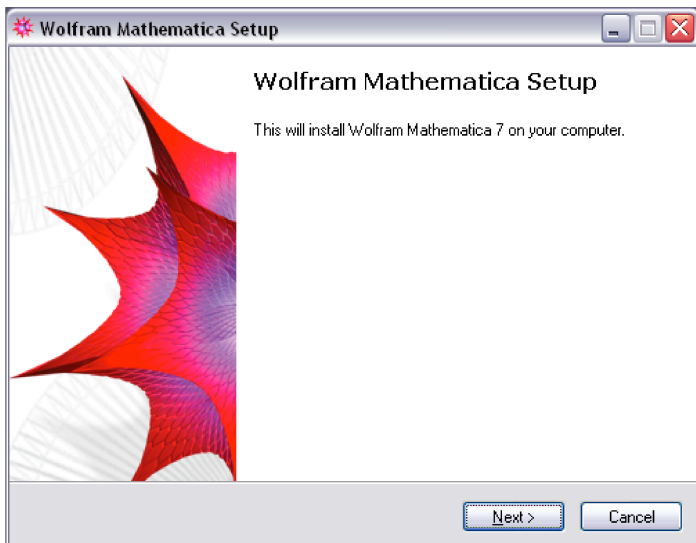 Wolfram Mathematica Setup
Wolfram Mathematica Setup
This will install Wolfram Mathematica 7 on your computer.
Next >
Cancel